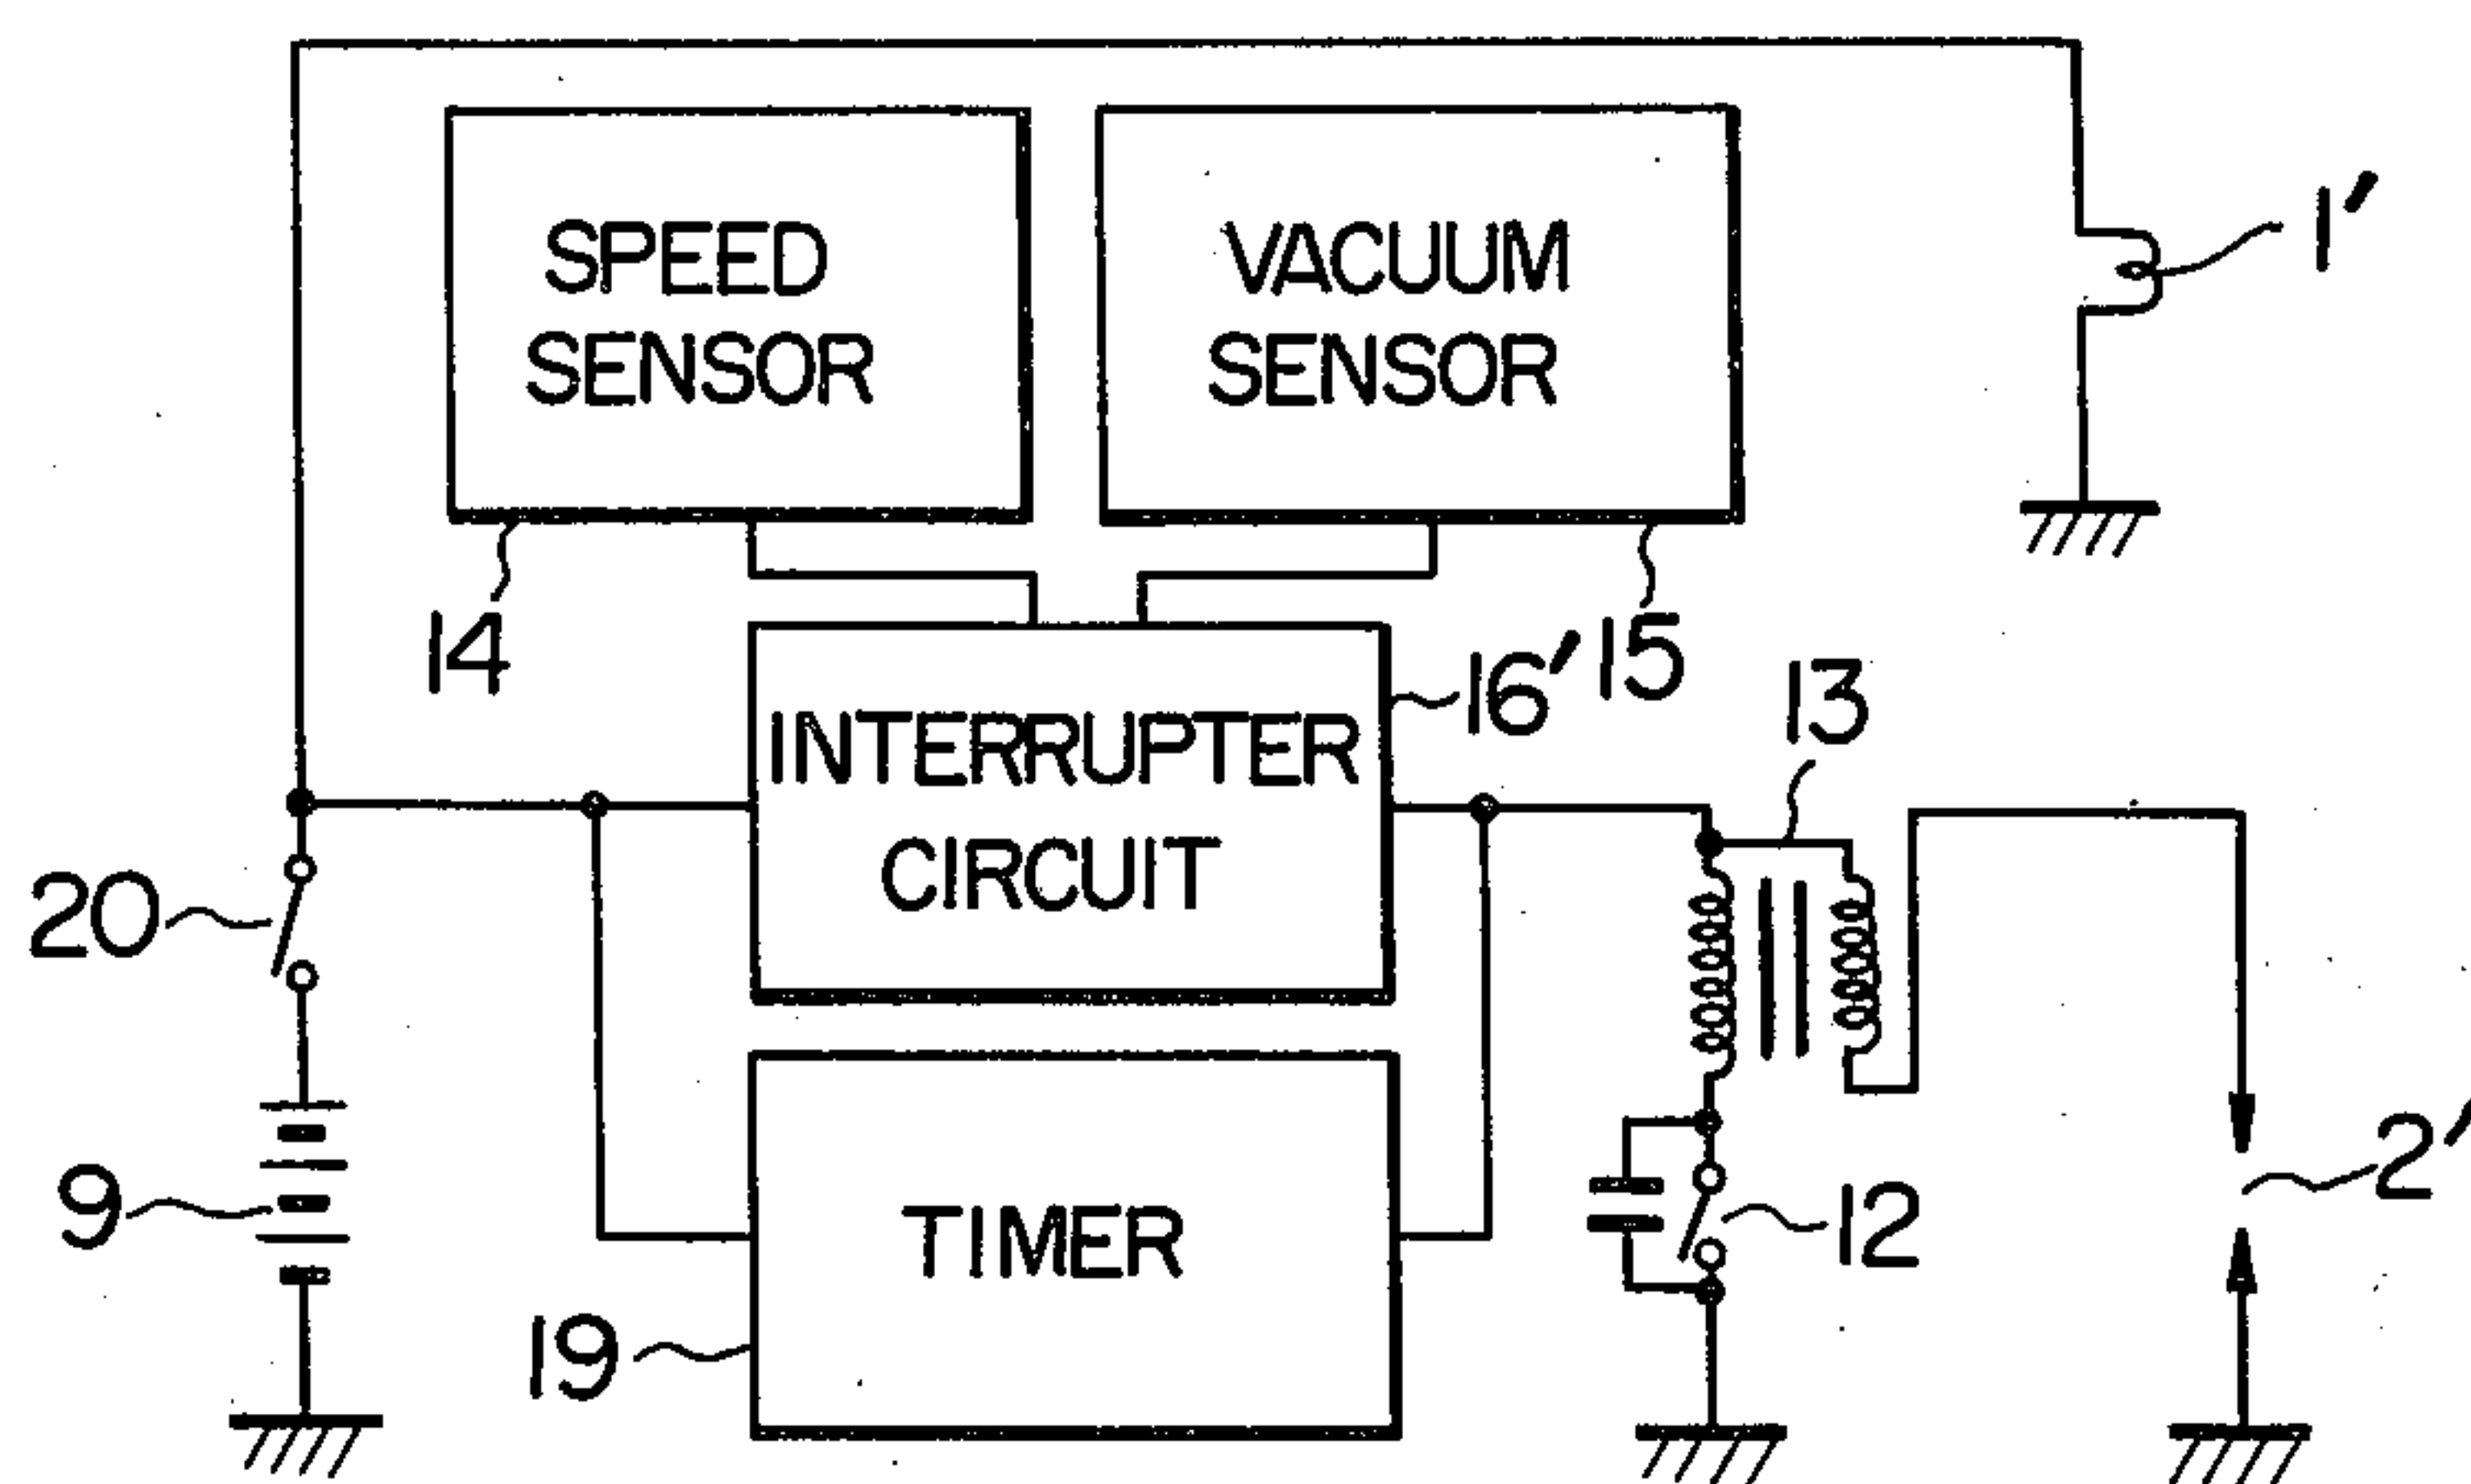 SPEED
SENSOR
VACUUM
SENSOR
1'
14
15
16'
13
INTERRUPTER
CIRCUIT
20
9
TIMER
12
2'
19